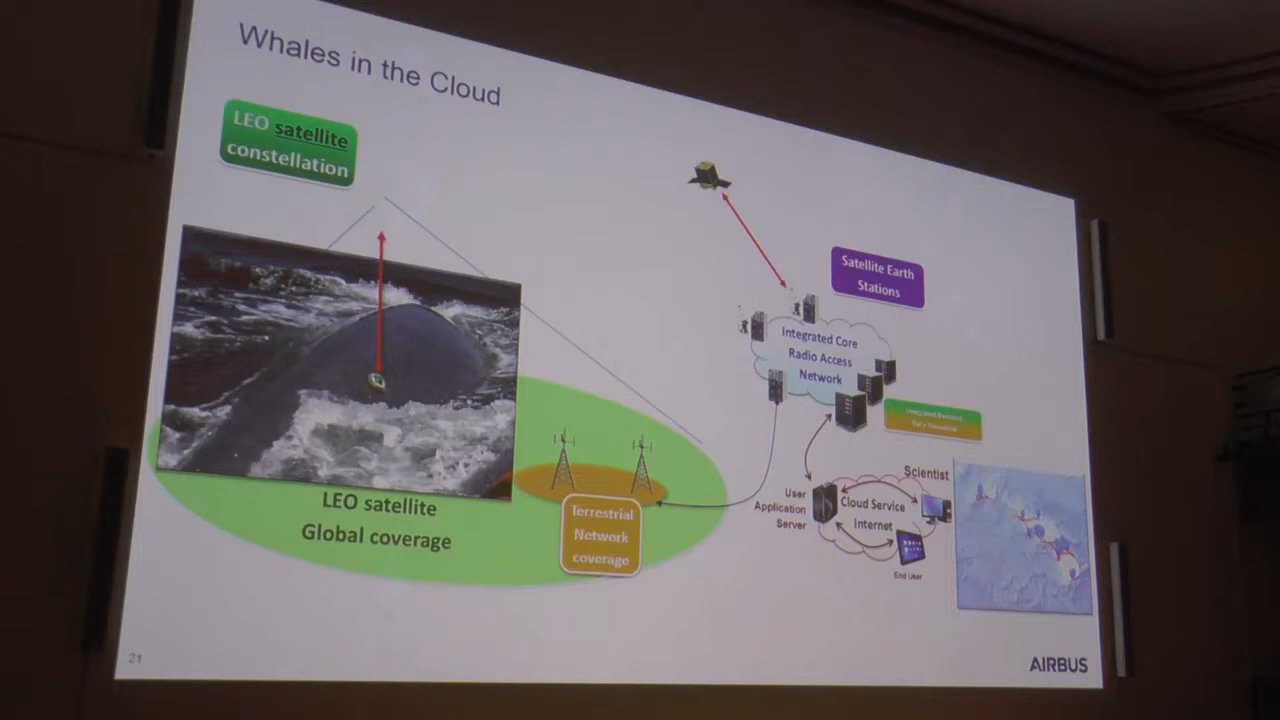 Whales in the Cloud
LEO satellite
constellation
Satellite Earth
Stations
Integrated Core
Radio Access
Network
Scientist
User
Application
Server
Cloud Service
Internet
End User
LEO satellite
Global coverage
Terrestrial
Network
coverage
21
AIRBUS